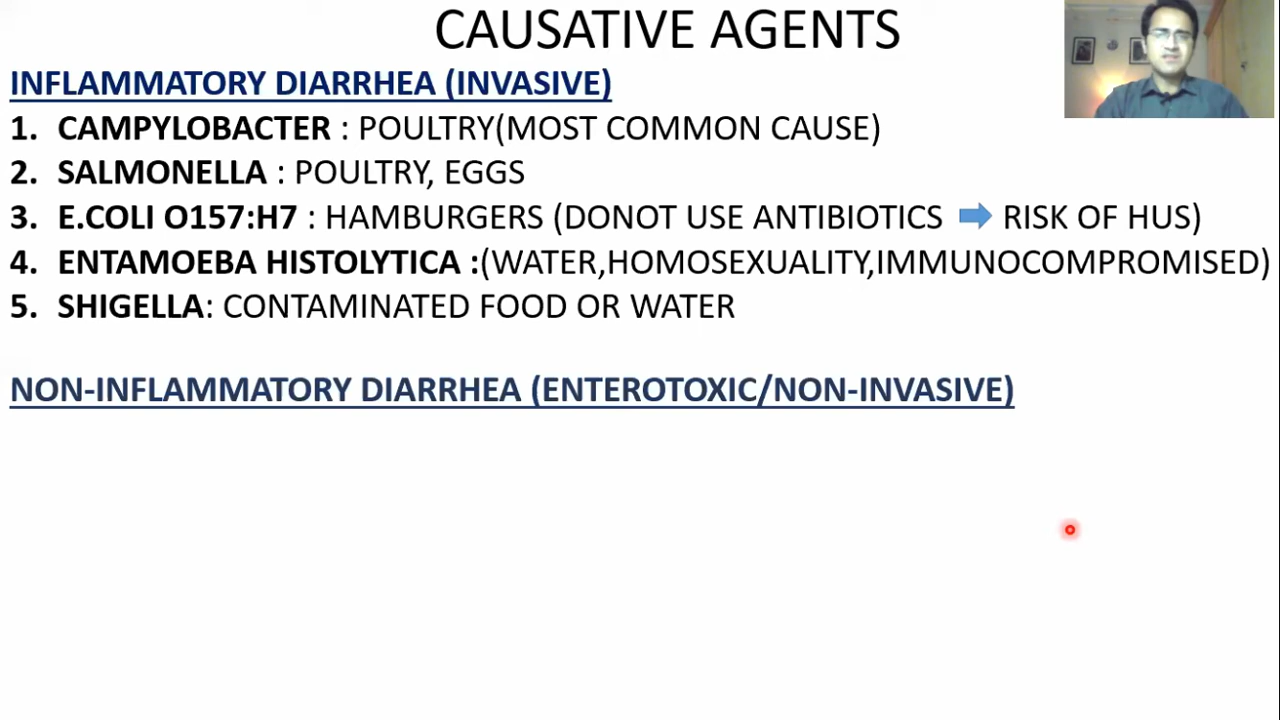 CAUSATIVE AGENTS
INFLAMMATORY DIARRHEA (INVASIVE)
1. CAMPYLOBACTER : POULTRY(MOST COMMON CAUSE)
2. SALMONELLA : POULTRY, EGGS
3. E.COLI O157:H7 : HAMBURGERS (DONOT USE ANTIBIOTICS RISK OF HUS)
4. ENTAMOEBA HISTOLYTICA :(WATER,HOMOSEXUALITY,IMMUNOCOMPROMISED)
5. SHIGELLA: CONTAMINATED FOOD OR WATER
NON-INFLAMMATORY DIARRHEA (ENTEROTOXIC/NON-INVASIVE)